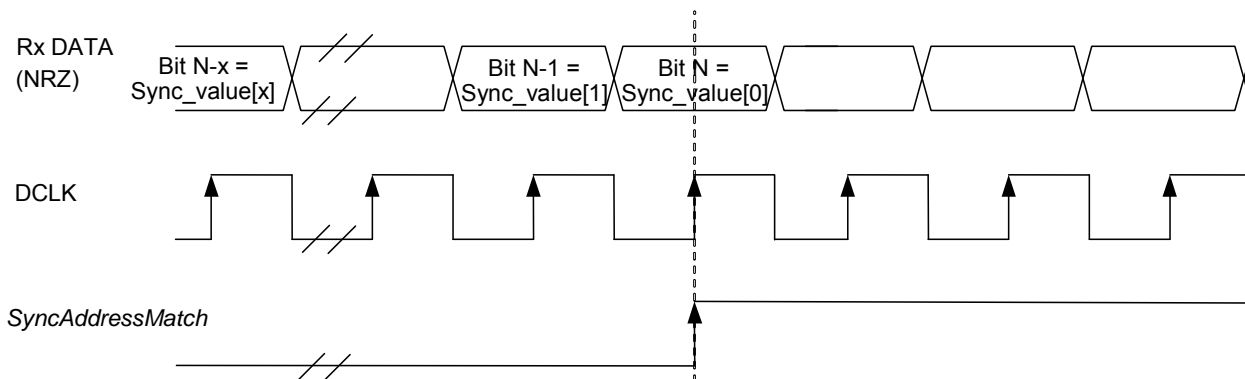 Rx DATA
(NRZ)
Bit N-x =
Sync_value[x]
Bit N-1 =
Sync_value[1]
Bit N =
Sync_value[0]
DCLK
SyncAddressMatch